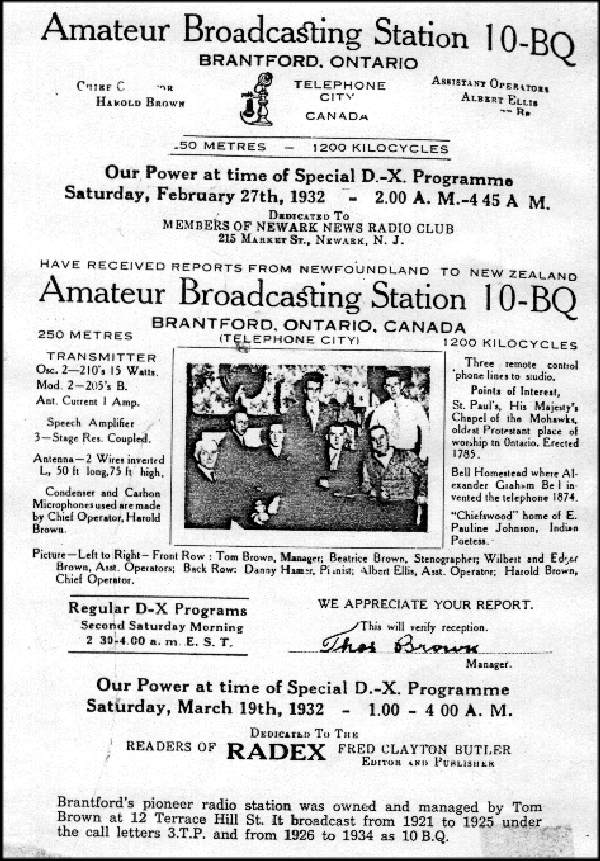 Amateur Broadcasting Station 10-BQ
BRANTFORD, ONTARIO
CHIEF
HAROLD BROWN
TELEPHONE
CITY
CANADA
ASSISTANT OPERATORS
ALBERT ELLIS
50 METRES – 1200 KILOCYCLES
Our Power at time of Special D.-X. Programme
Saturday, February 27th, 1932 - 2.00 A. M.-4 45 A M.
DEDICATED TO
MEMBERS OF NEWARK NEWS RADIO CLUB
215 MARKET ST., NEWARK, N. J.
HAVE RECEIVED REPORTS FROM NEWFOUNDLAND TO NEW ZEALAND
Amateur Broadcasting Station 10-BQ
BRANTFORD, ONTARIO, CANADA
(TELEPHONE CITY)
250 METRES
1200 KILOCYCLES
TRANSMITTER
Osc. 2—210's 15 Watts.
Mod. 2—205's B.
Ant. Current 1 Amp.
Speech Amplifier
3—Stage Res. Coupled.
Antenna—2 Wires inverted
L, 50 ft long, 75 ft high,
Condenser and Carbon
Microphones used are made
by Chief Operator, Harold
Brown.
Three remote control
'phone lines to studio.
Points of Interest,
St. Paul's, His Majesty's
Chapel of the Mohawks,
oldest Protestant place of
worship in Ontario. Erected
1785.
Bell Homestead where Al-
exander Graham Bell in-
vented the telephone 1874.
"Chiefswood" home of E.
Pauline Johnson, Indian
Poetess.
Picture—Left to Right—Front Row: Tom Brown, Manager; Beatrice Brown, Stenographer; Wilbert and Edgar
Brown, Asst. Operators; Back Row: Danny Hamer, Pianist; Albert Ellis, Asst. Operator; Harold Brown,
Chief Operator.
Regular D-X Programs
Second Saturday Morning
2 30-4.00 a. m. E. S. T.
WE APPRECIATE YOUR REPORT.
This will verify reception.
Thos Brown
Manager.
Our Power at time of Special D.-X. Programme
Saturday, March 19th, 1932 - 1.00 - 4 00 A. M.
DEDICATED TO THE
READERS OF RADEX FRED CLAYTON BUTLER
EDITOR AND PUBLISHER
Brantford's pioneer radio station was owned and managed by Tom
Brown at 12 Terrace Hill St. It broadcast from 1921 to 1925 under
the call letters 3.T.P. and from 1926 to 1934 as 10 B.Q.